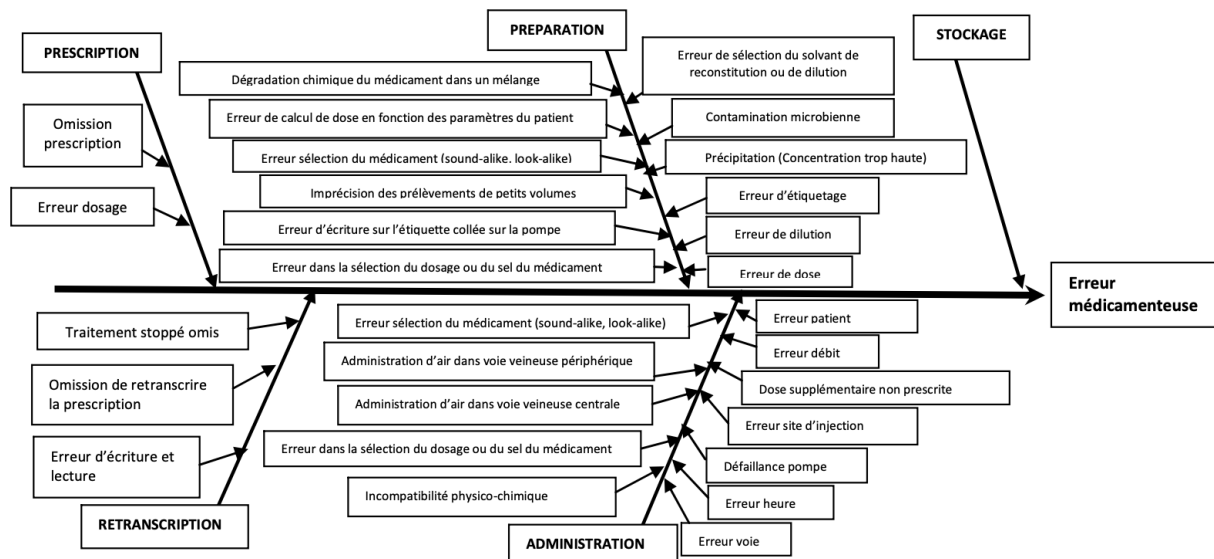 PRESCRIPTION
Omission
prescription
Erreur dosage
PREPARATION
Dégradation chimique du médicament dans un mélange
Erreur de calcul de dose en fonction des paramètres du patient
Erreur sélection du médicament (sound-alike, look-alike)
Imprécision des prélèvements de petits volumes
Erreur d'écriture sur l'étiquette collée sur la pompe
Erreur dans la sélection du dosage ou du sel du médicament
Erreur de sélection du solvant de
reconstitution ou de dilution
Contamination microbienne
Précipitation (Concentration trop haute)
Erreur d'étiquetage
Erreur de dilution
Erreur de dose
STOCKAGE
Erreur
médicamenteuse
Traitement stoppé omis
Omission de retranscrire
la prescription
Erreur d'écriture et
lecture
RETRANSCRIPTION
Erreur sélection du médicament (sound-alike, look-alike)
Administration d'air dans voie veineuse périphérique
Administration d'air dans voie veineuse centrale
Erreur dans la sélection du dosage ou du sel du médicament
Incompatibilité physico-chimique
Erreur patient
Erreur débit
Dose supplémentaire non prescrite
Erreur site d'injection
Défaillance pompe
Erreur heure
Erreur voie
ADMINISTRATION